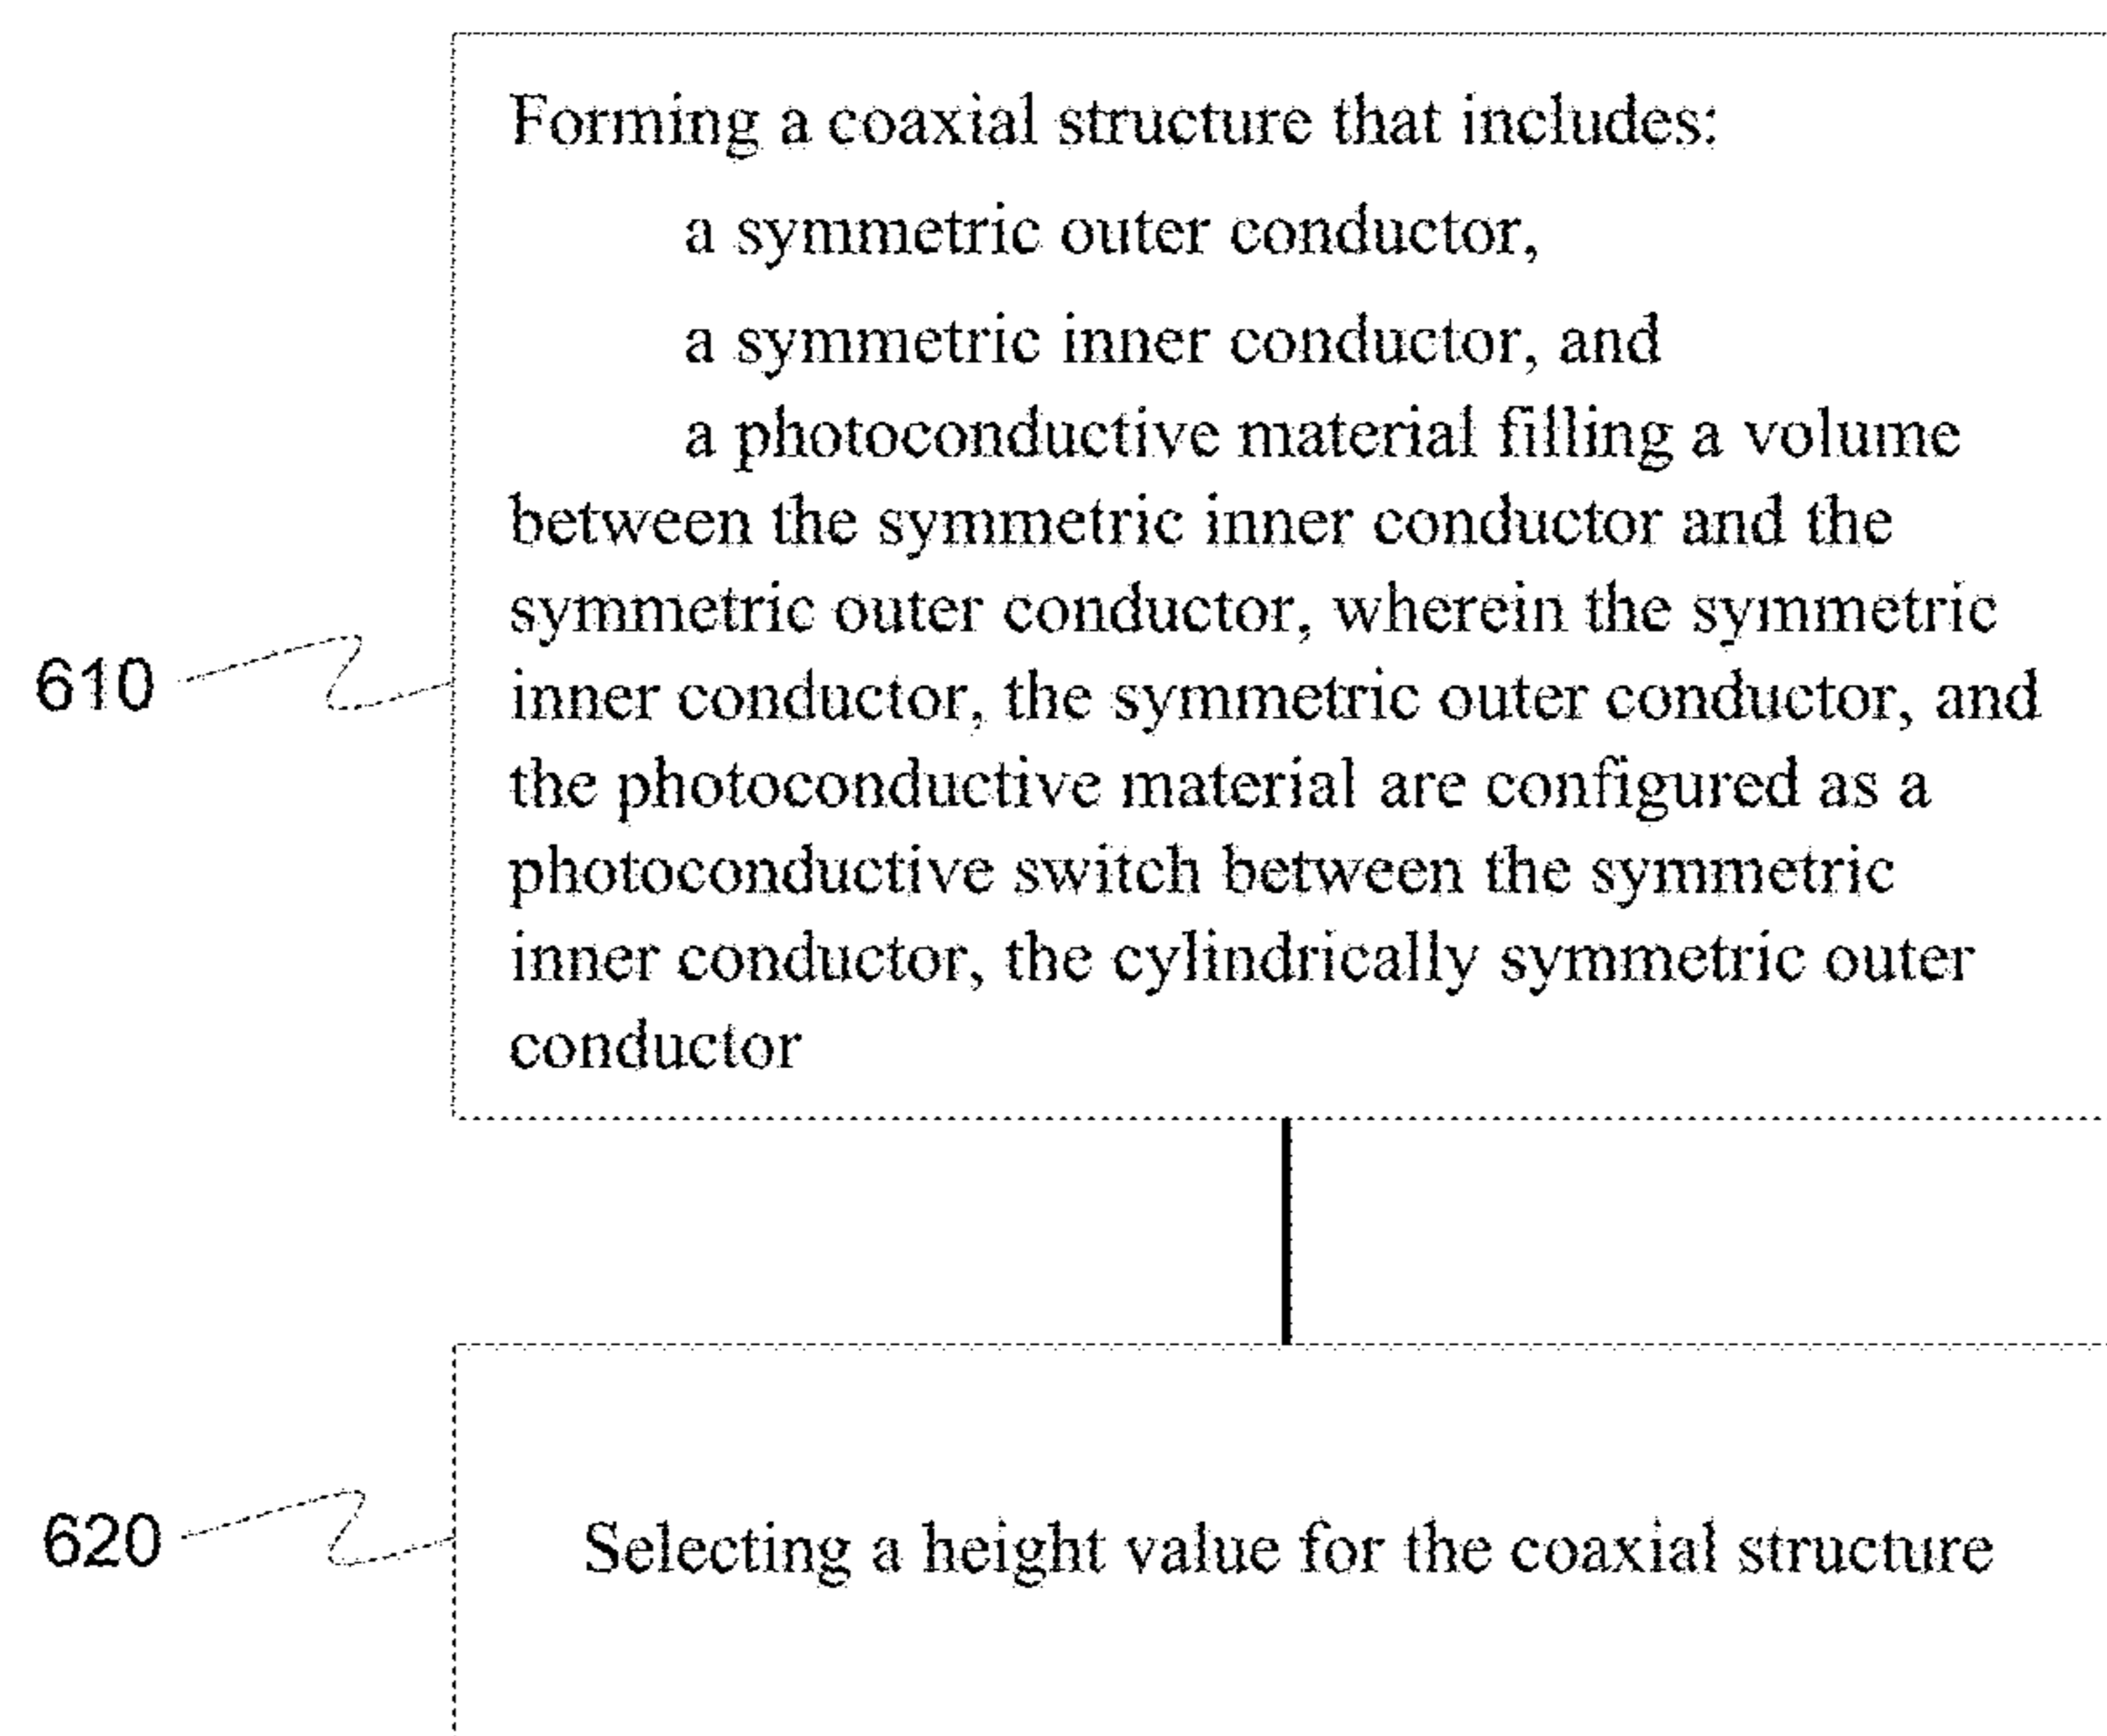 Forming a coaxial structure that includes:
a symmetric outer conductor,
a symmetric inner conductor, and
a photoconductive material filling a volume
between the symmetric inner conductor and the
symmetric outer conductor, wherein the symmetric
inner conductor, the symmetric outer conductor, and
the photoconductive material are configured as a
photoconductive switch between the symmetric
inner conductor, the cylindrically symmetric outer
conductor
610
620
Selecting a height value for the coaxial structure